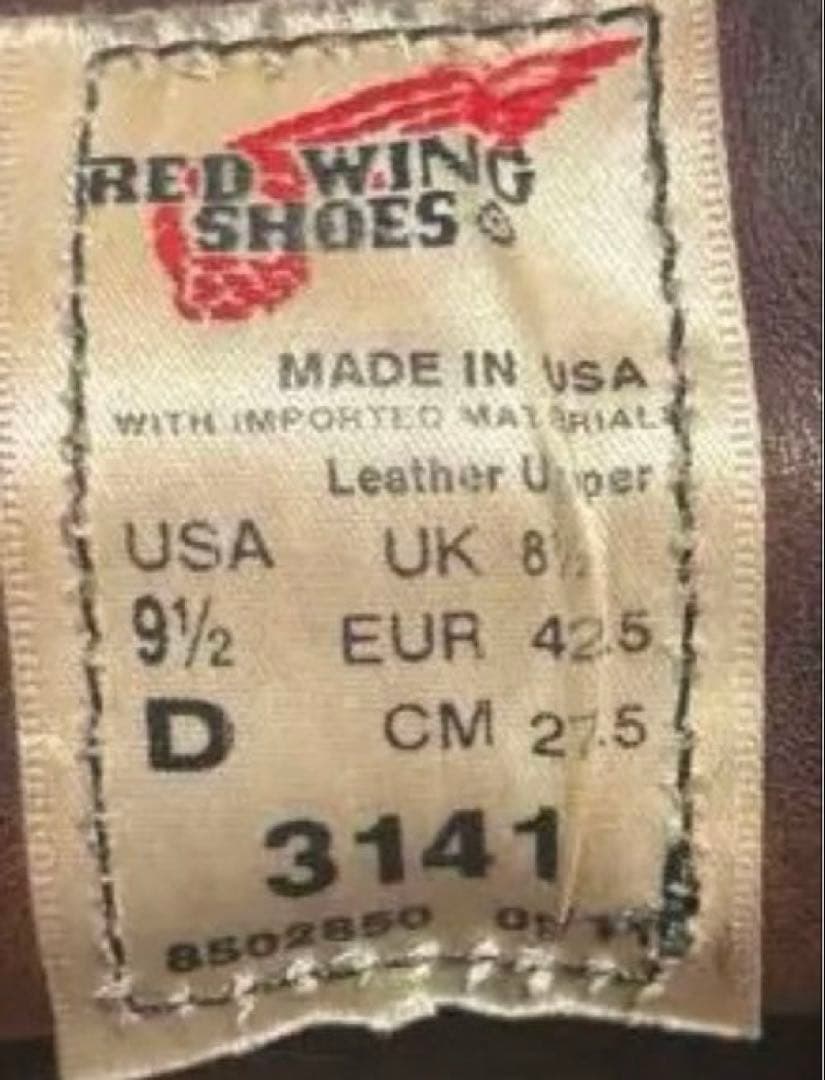 RED WING
SHOES ®
MADE IN USA
WITH IMPORTED MATERIALS
Leather Upper
USA UK 8½
9½ EUR 42.5
D CM 27.5
3141
8502850